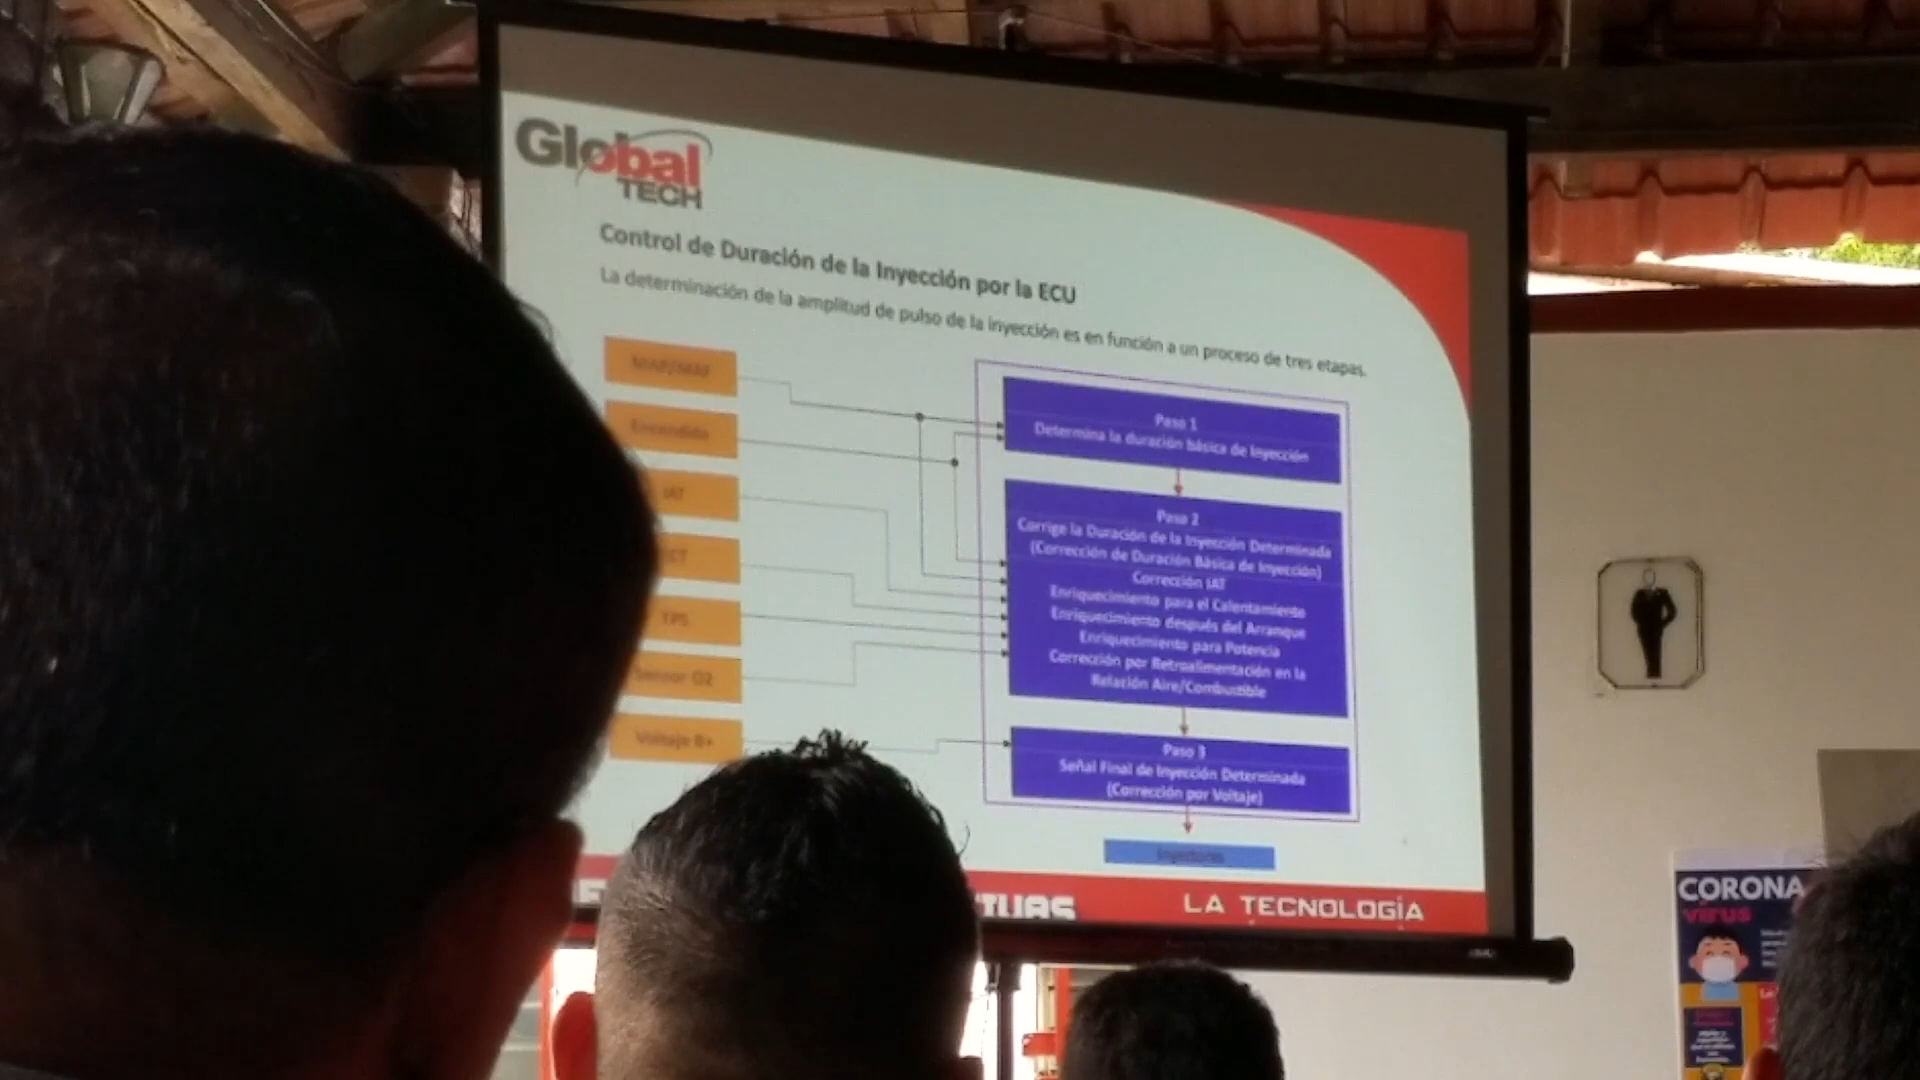 Global
TECH
Control de Duración de la Inyección por la ECU
La determinación de la amplitud de pulso de la inyección es en función a un proceso de tres etapas.
MAP/MAF
Encendido
IAT
CT
TPS
Sensor O2
Voltaje B+
Paso 1
Determina la duración básica de Inyección
Paso 2
Corrige la Duración de la Inyección Determinada
(Corrección de Duración Básica de Inyección)
Corrección IAT
Enriquecimiento para el Calentamiento
Enriquecimiento después del Arranque
Enriquecimiento para Potencia
Corrección por Retroalimentación en la
Relación Aire/Combustible
Paso 3
Señal Final de Inyección Determinada
(Corrección por Voltaje)
LA TECNOLOGÍA
CORONA
VIRUS